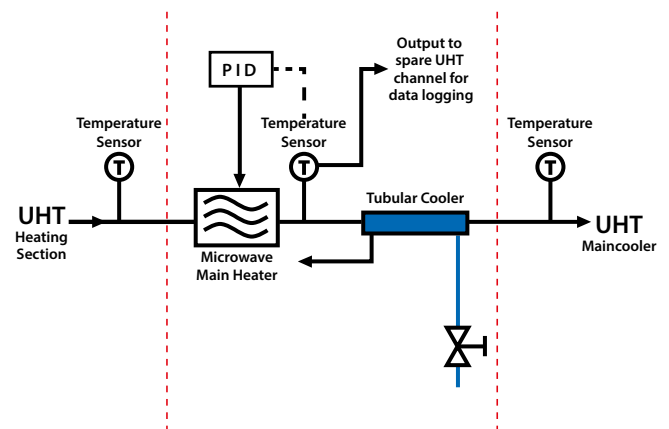 Output to
spare UHT
channel for
data logging
PID
Temperature
Sensor
T
Temperature
Sensor
T
Temperature
Sensor
T
Tubular Cooler
UHT
Heating
Section
Microwave
Main Heater
UHT
Maincooler